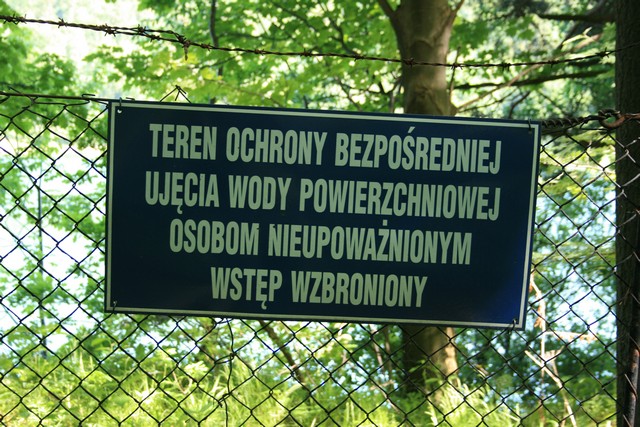 TEREN OCHRONY BEZPOŚREDNIEJ
UJĘCIA WODY POWIERZCHNIOWEJ
OSOBOM NIEUPOWAŻNIONYM
WSTĘP WZBRONIONY